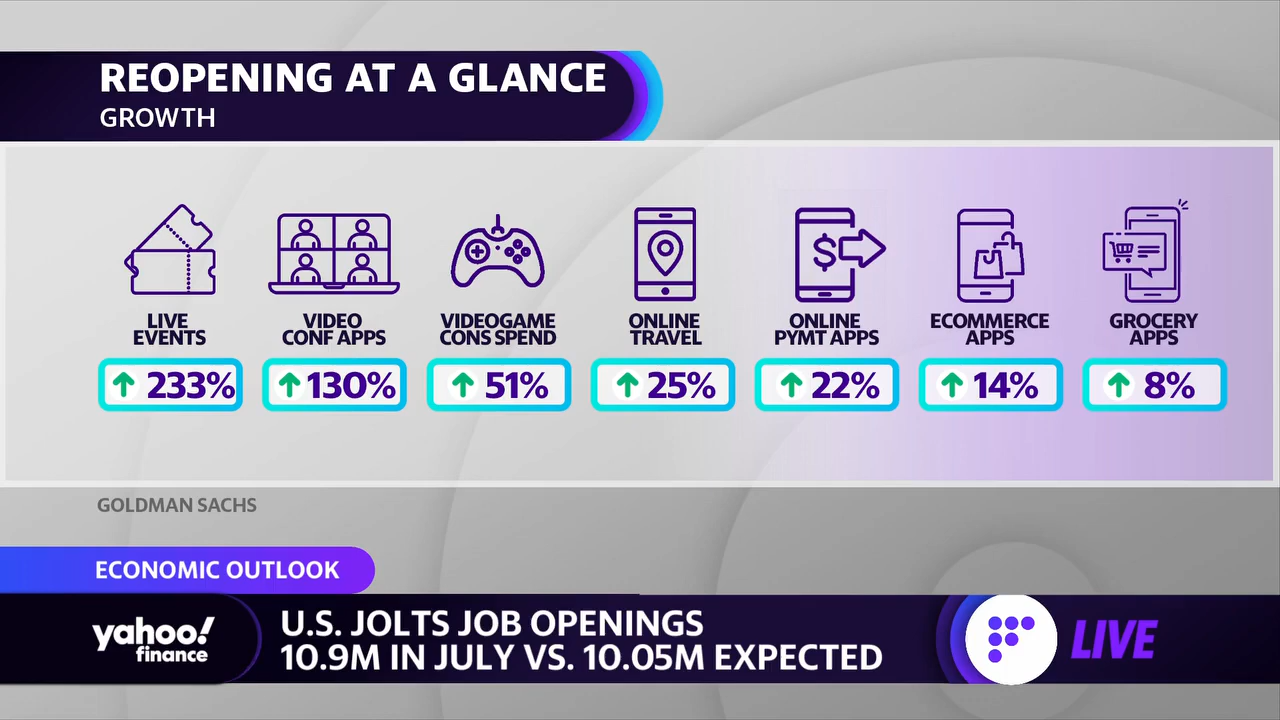 REOPENING AT A GLANCE
GROWTH
LIVE
EVENTS
233%
VIDEO
CONF APPS
130%
VIDEOGAME
CONS SPEND
51%
ONLINE
TRAVEL
25%
$
ONLINE
PYMT APPS
22%
ECOMMERCE
APPS
14%
GROCERY
APPS
8%
GOLDMAN SACHS
ECONOMIC OUTLOOK
yahoo!
finance
U.S. JOLTS JOB OPENINGS
10.9M IN JULY VS. 10.05M EXPECTED
LIVE